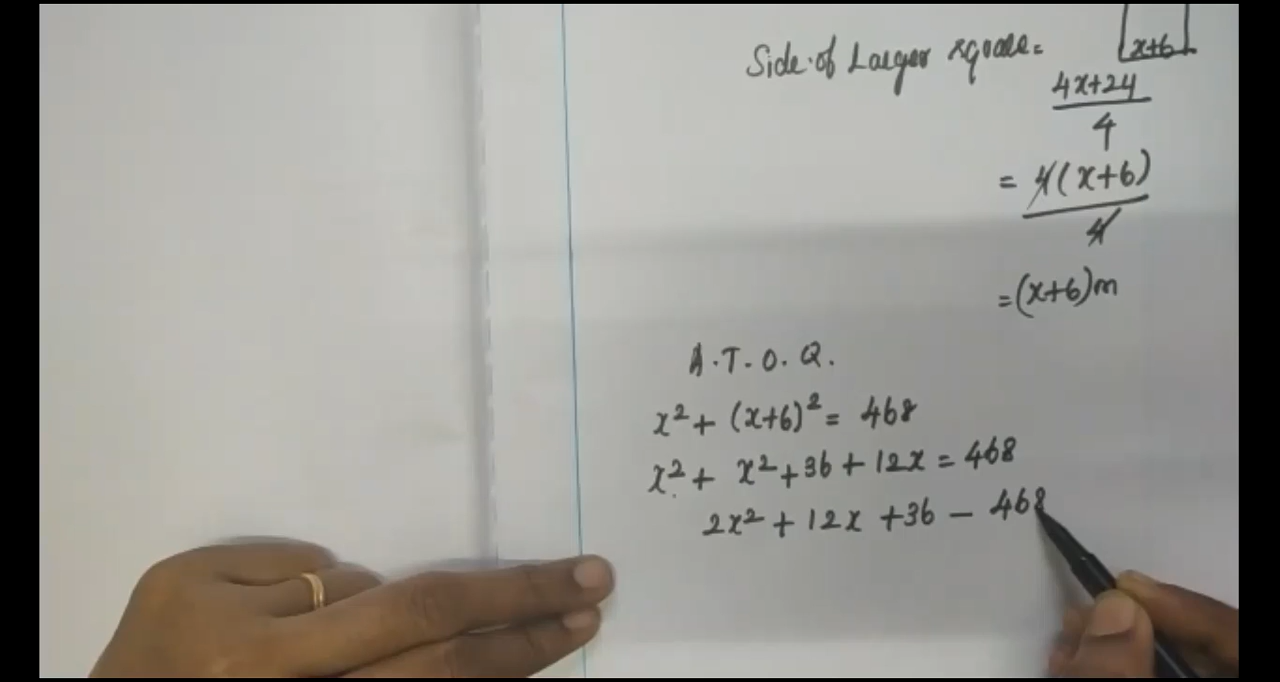 Side of Larger square =
x+6
4x+24
4
= 4(x+6)
4
= (x+6)m
A.T.O.Q.
x² + (x+6)² = 468
x² + x² + 36 + 12x = 468
2x² + 12x + 36 - 468